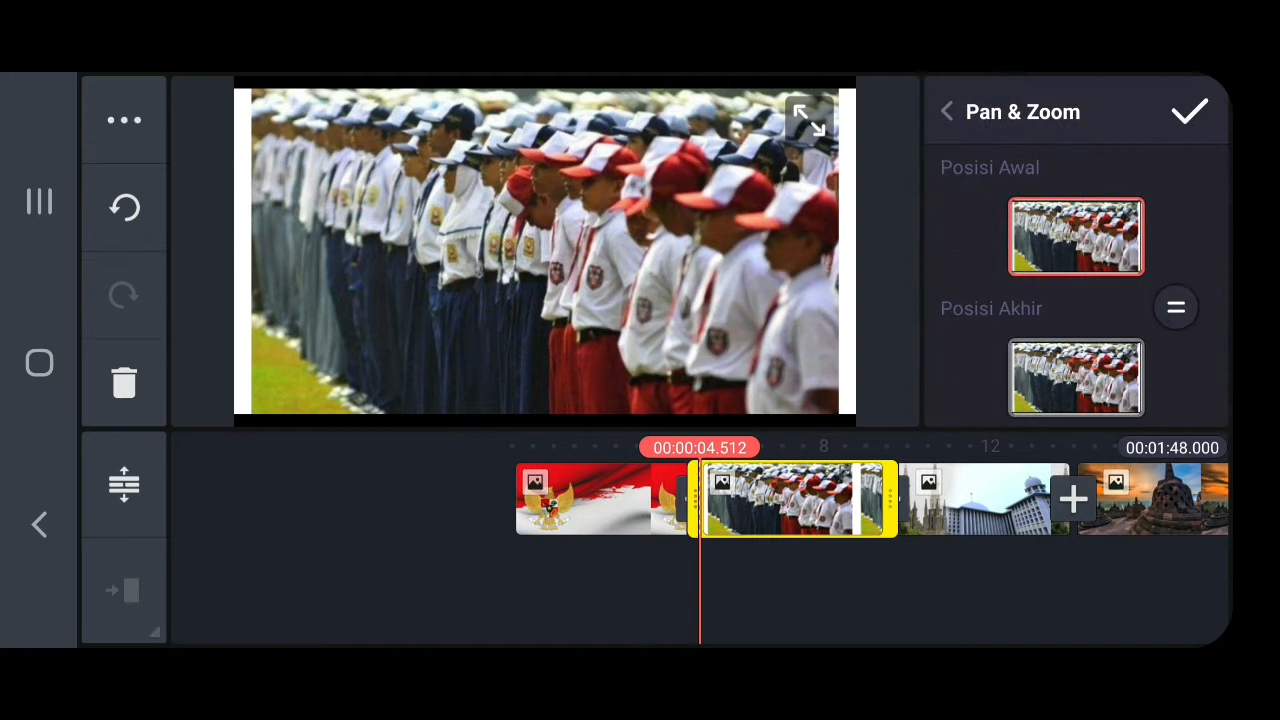 Pan & Zoom
Posisi Awal
Posisi Akhir
00:00:04.512
8
12
00:01:48.000